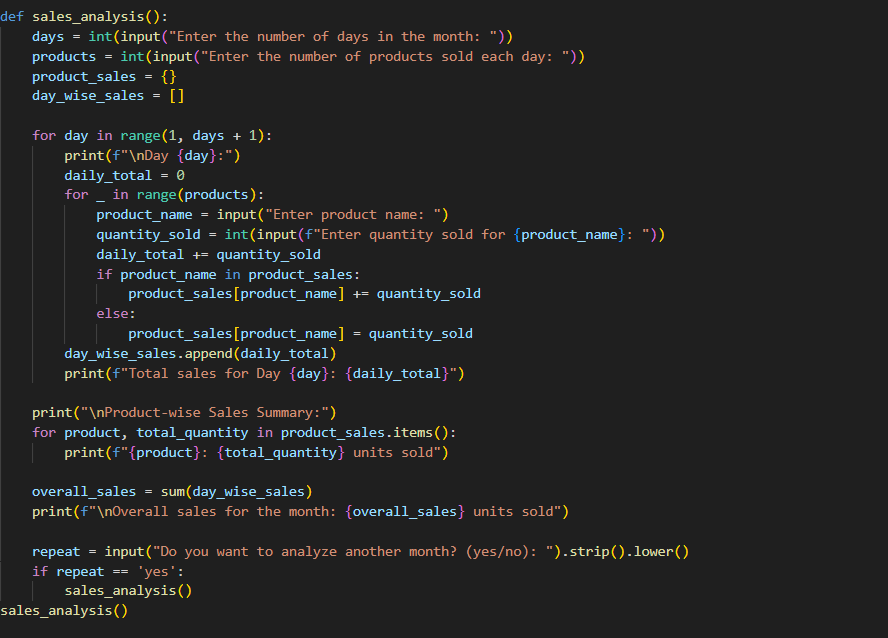 def sales_analysis():
    days = int(input("Enter the number of days in the month: "))
    products = int(input("Enter the number of products sold each day: "))
    product_sales = {}
    day_wise_sales = []

    for day in range(1, days + 1):
        print(f"\nDay {day}:")
        daily_total = 0
        for _ in range(products):
            product_name = input("Enter product name: ")
            quantity_sold = int(input(f"Enter quantity sold for {product_name}: "))
            daily_total += quantity_sold
            if product_name in product_sales:
                product_sales[product_name] += quantity_sold
            else:
                product_sales[product_name] = quantity_sold
        day_wise_sales.append(daily_total)
        print(f"Total sales for Day {day}: {daily_total}")

    print("\nProduct-wise Sales Summary:")
    for product, total_quantity in product_sales.items():
        print(f"{product}: {total_quantity} units sold")

    overall_sales = sum(day_wise_sales)
    print(f"\nOverall sales for the month: {overall_sales} units sold")

    repeat = input("Do you want to analyze another month? (yes/no): ").strip().lower()
    if repeat == 'yes':
        sales_analysis()
sales_analysis()